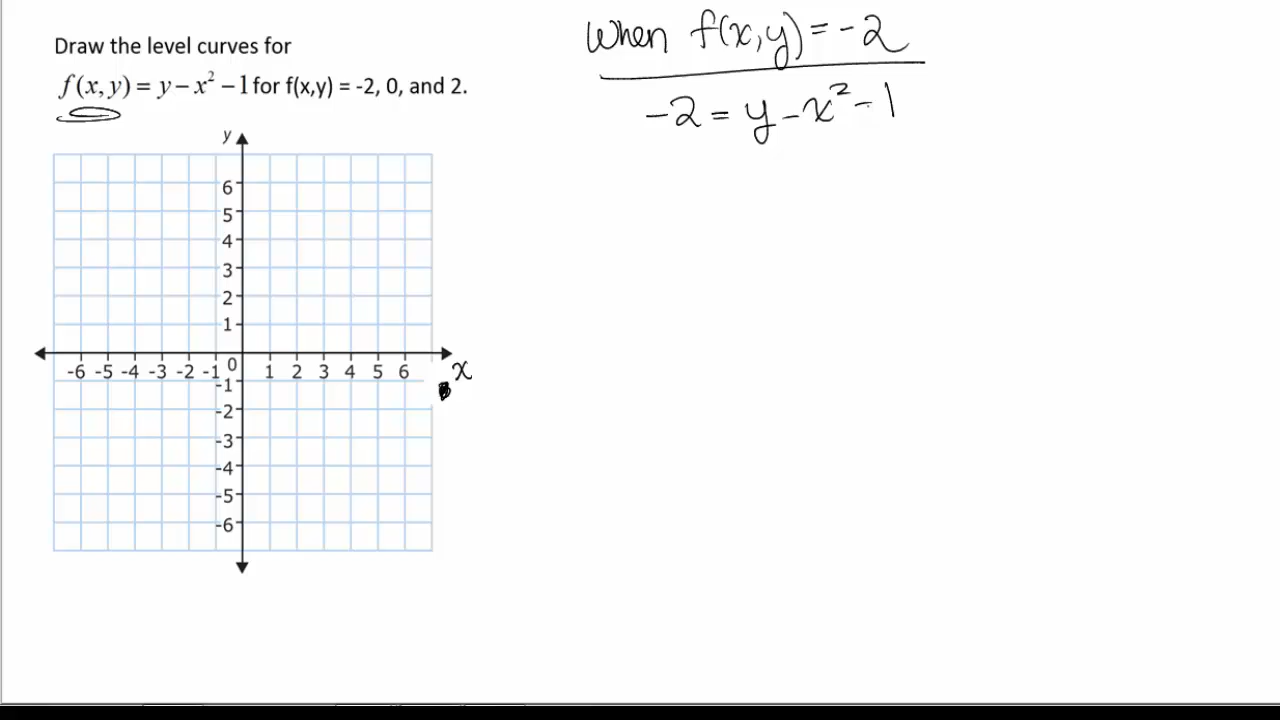 Draw the level curves for
f(x, y) = y − x² − 1 for f(x,y) = -2, 0, and 2.
When f(x,y) = -2
-2 = y - x² - 1
y
6
5
4
3
2
1
-6 -5 -4 -3 -2 -1 0 1 2 3 4 5 6 x
-1
-2
-3
-4
-5
-6